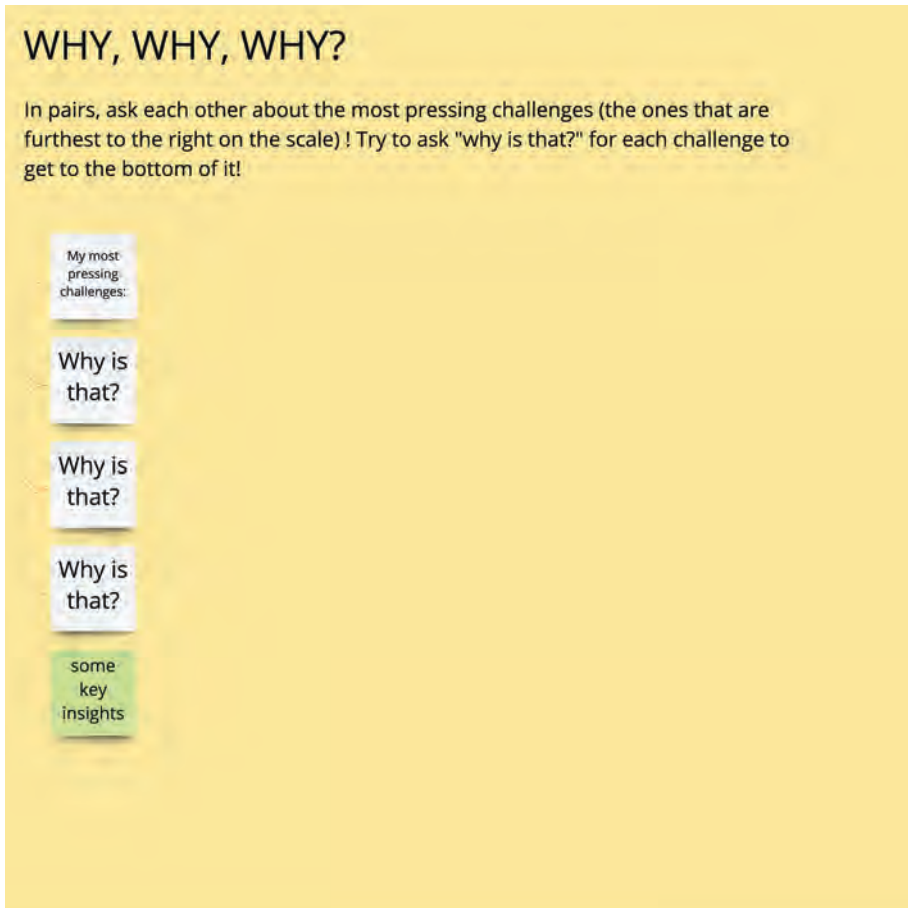 WHY, WHY, WHY?
In pairs, ask each other about the most pressing challenges (the ones that are
furthest to the right on the scale) ! Try to ask "why is that?" for each challenge to
get to the bottom of it!
My most
pressing
challenges:
Why is
that?
Why is
that?
Why is
that?
some
key
insights